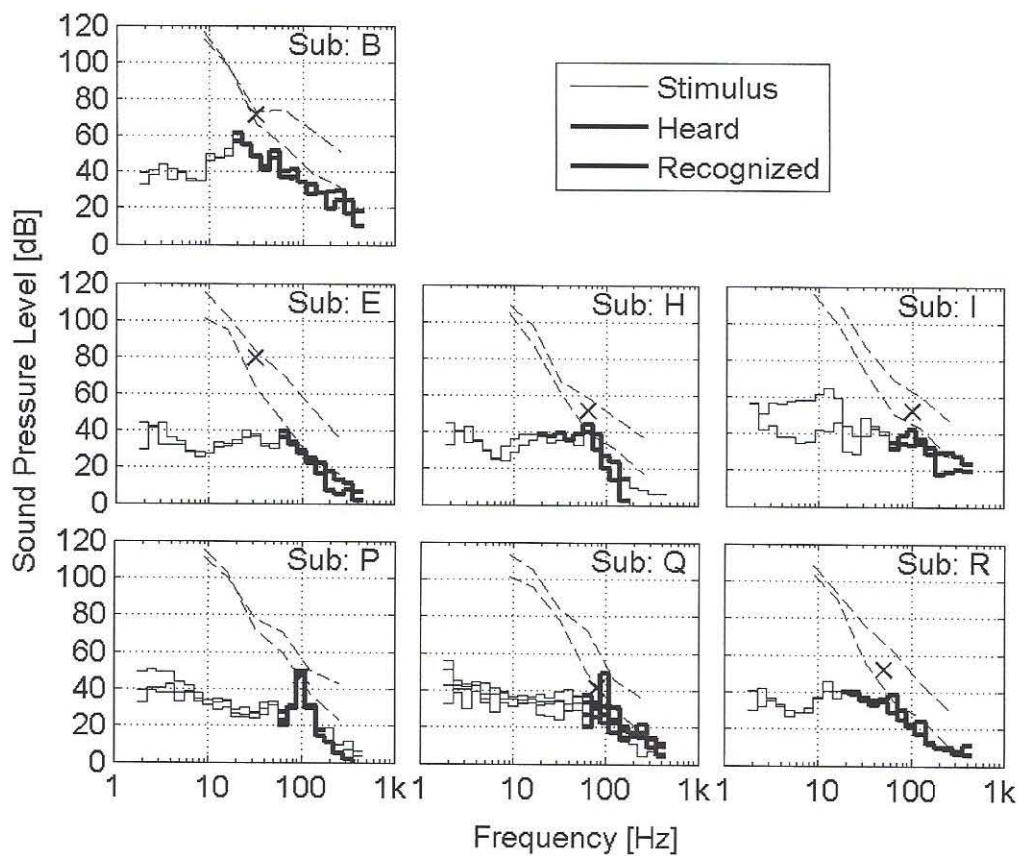 Sound Pressure Level [dB]
120
100
80
60
40
20
0
Sub: B
Stimulus
Heard
Recognized
120
100
80
60
40
20
0
Sub: E
Sub: H
Sub: I
120
100
80
60
40
20
0
Sub: P
Sub: Q
Sub: R
1 10 100 1k
10 100 1k
10 100 1k
Frequency [Hz]